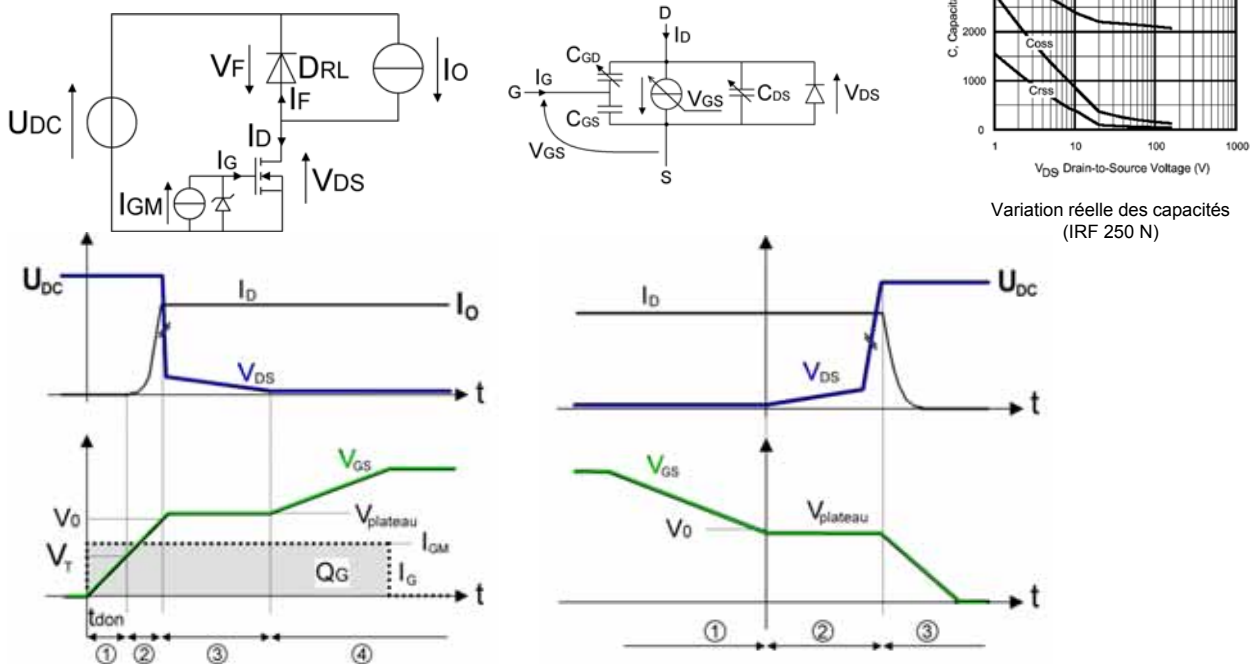 UDC
VF
DRL
IF
IO
ID
IG
IGM
VDS
D
ID
CGD
IG
G
VGS
CDS
VDS
CGS
VGS
S
C, Capacita
2000
1000
0
Coss
Crss
1
10
100
1000
VDS, Drain-to-Source Voltage (V)
Variation réelle des capacités
(IRF 250 N)
UDC
ID
IO
VDS
t
VGS
V0
Vplateau
VT
IGM
QG
IG
t
tdon
① ② ③ ④
ID
UDC
VDS
t
VGS
V0
Vplateau
t
① ② ③